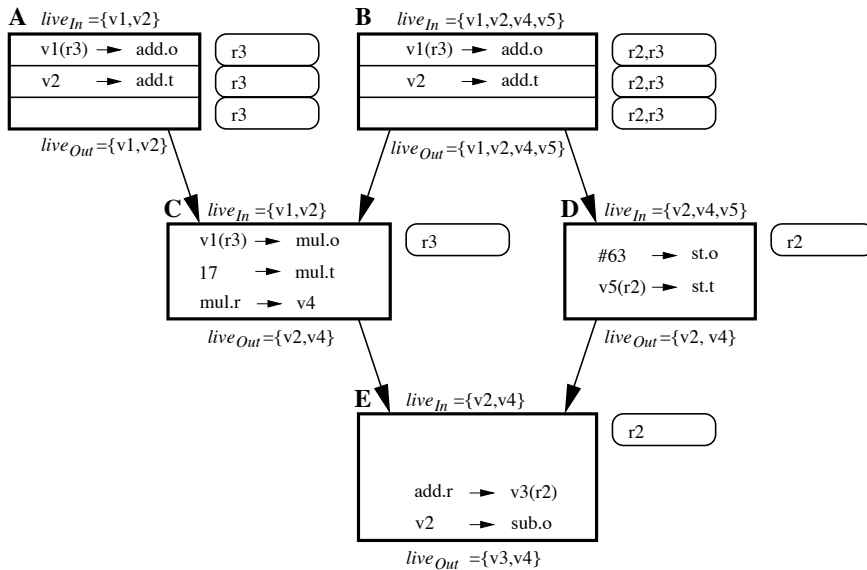 A live_In ={v1,v2}
v1(r3) → add.o r3
v2 → add.t r3
r3
live_Out={v1,v2}
B live_In ={v1,v2,v4,v5}
v1(r3) → add.o r2,r3
v2 → add.t r2,r3
r2,r3
live_Out={v1,v2,v4,v5}
C live_In ={v1,v2}
v1(r3) → mul.o r3
17 → mul.t
mul.r → v4
live_Out={v2,v4}
D live_In ={v2,v4,v5}
#63 → st.o r2
v5(r2) → st.t
live_Out={v2, v4}
E live_In ={v2,v4}
r2
add.r → v3(r2)
v2 → sub.o
live_Out ={v3,v4}